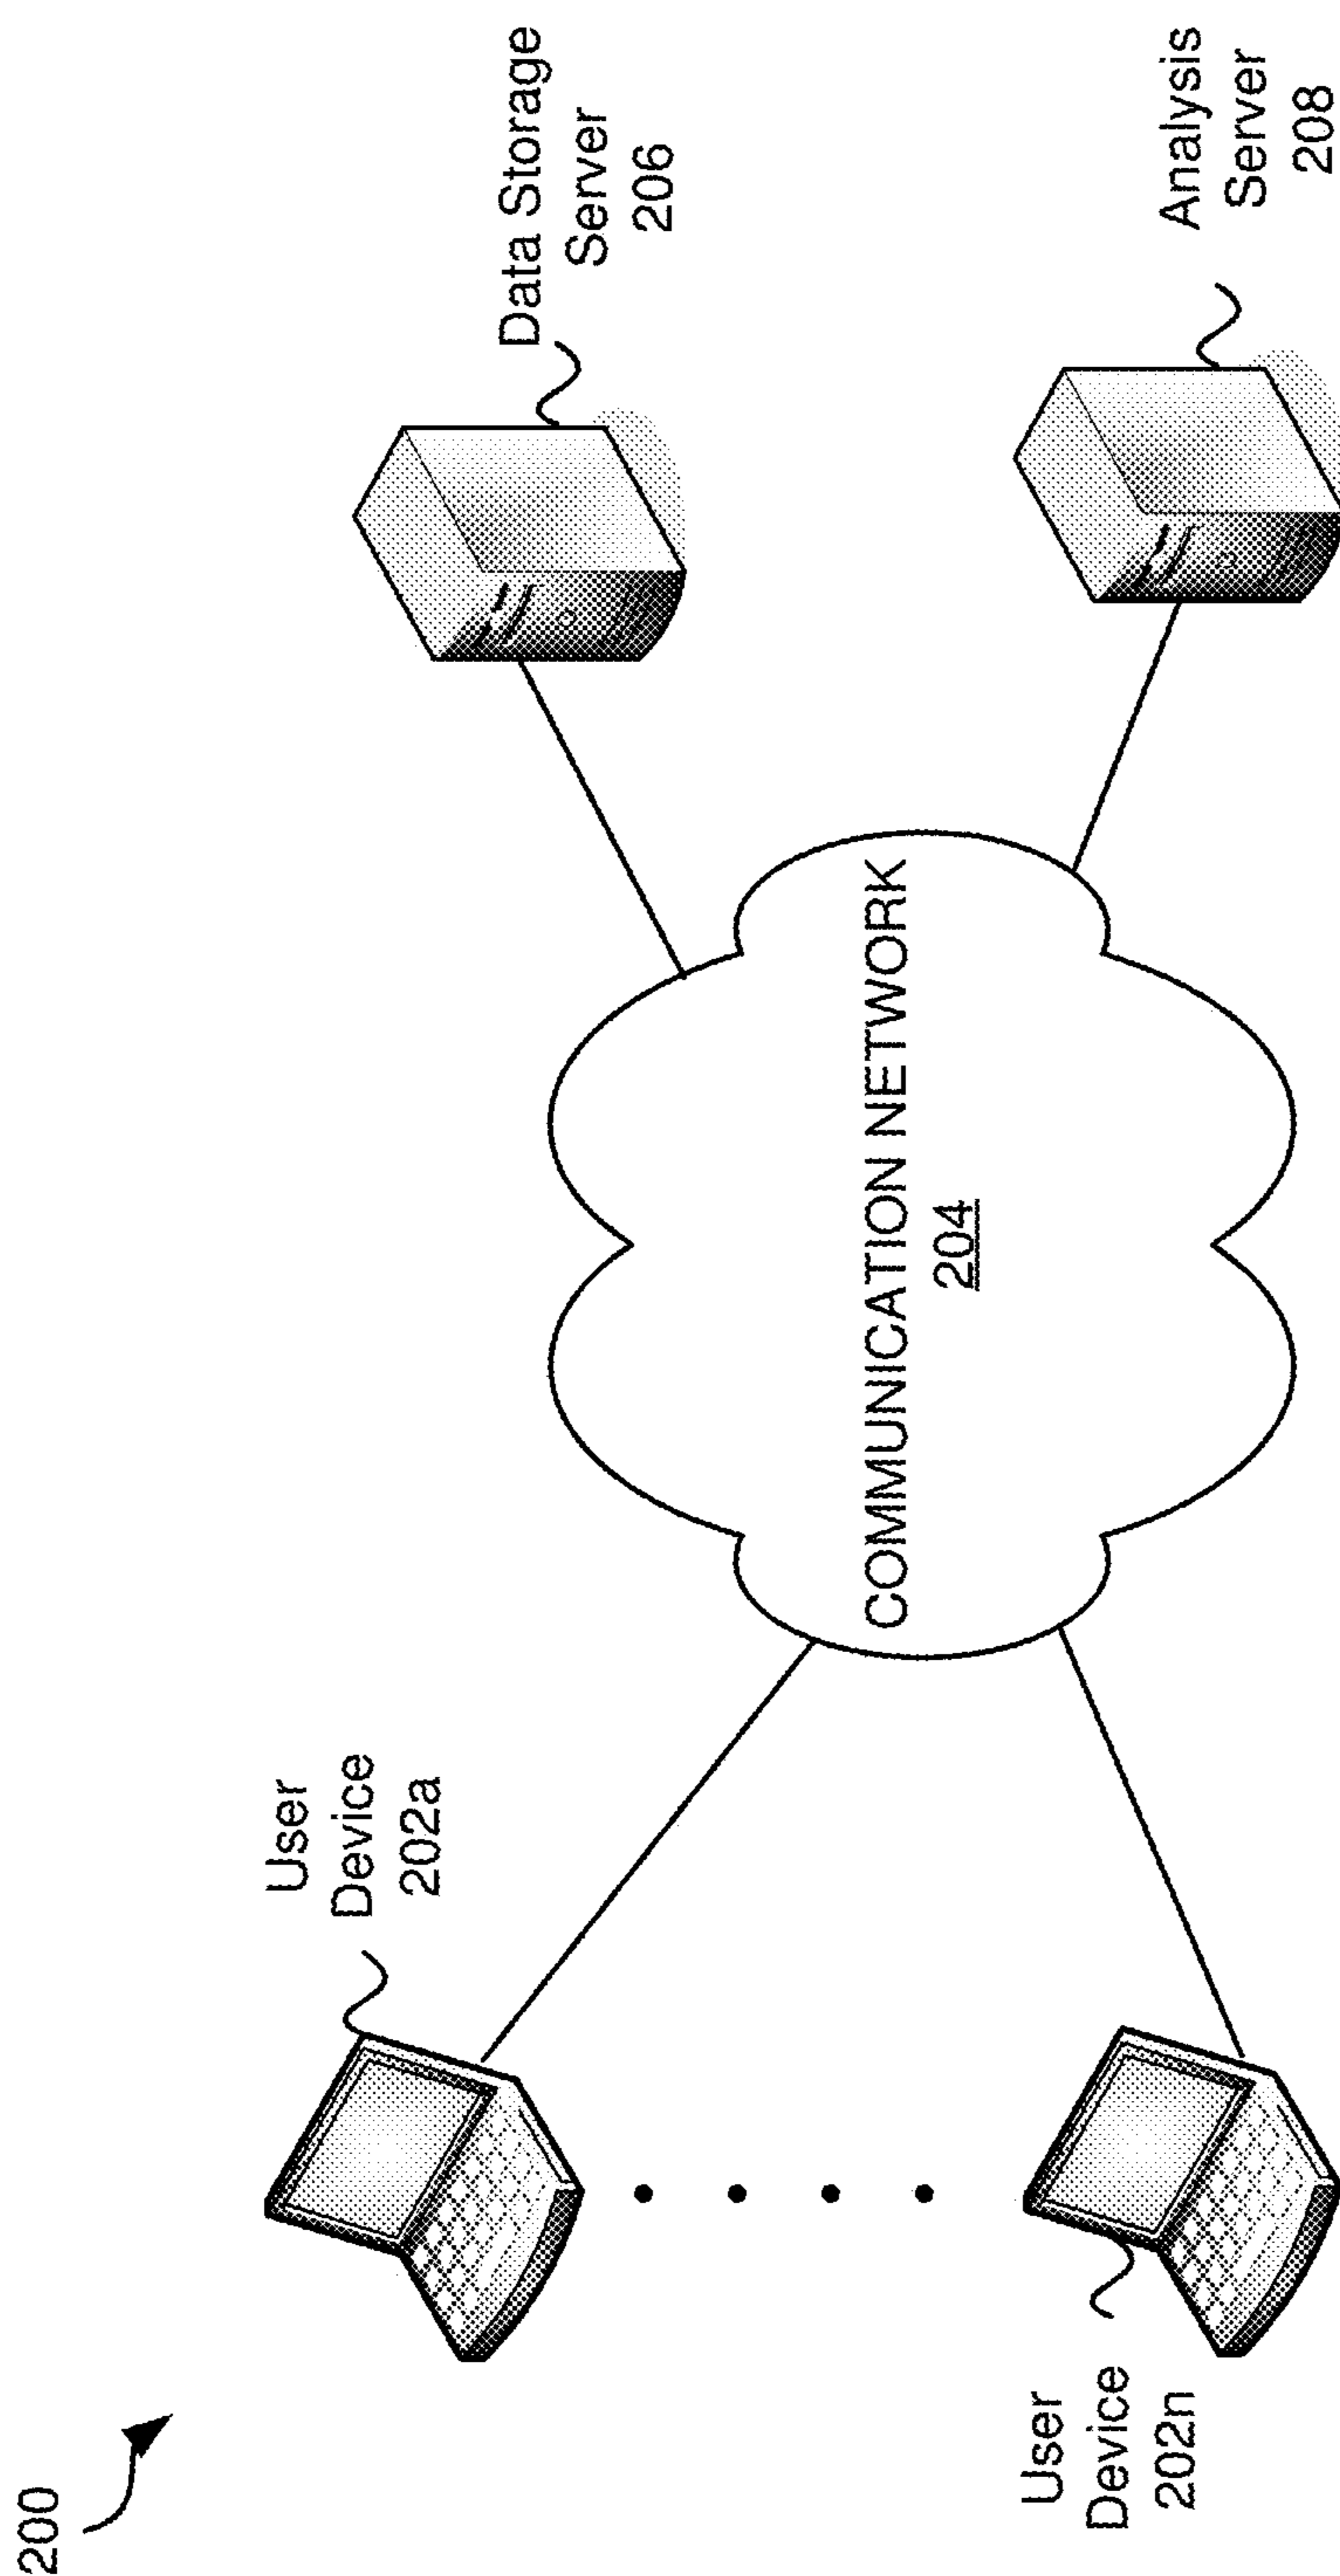 200
User
Device
202a
Data Storage
Server
206
COMMUNICATION NETWORK
204
User
Device
202n
Analysis
Server
208